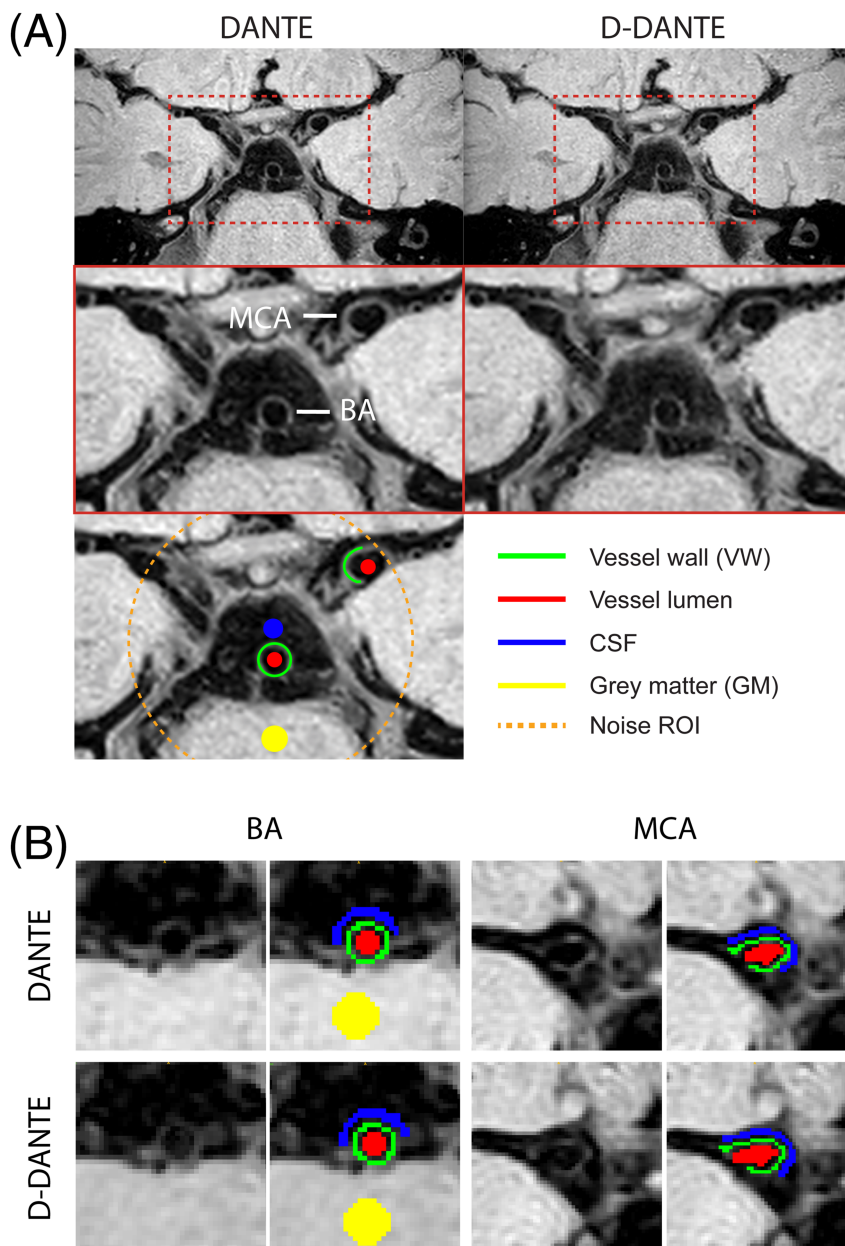 (A)
DANTE
D-DANTE
MCA
BA
Vessel wall (VW)
Vessel lumen
CSF
Grey matter (GM)
Noise ROI
(B)
BA
MCA
DANTE
D-DANTE